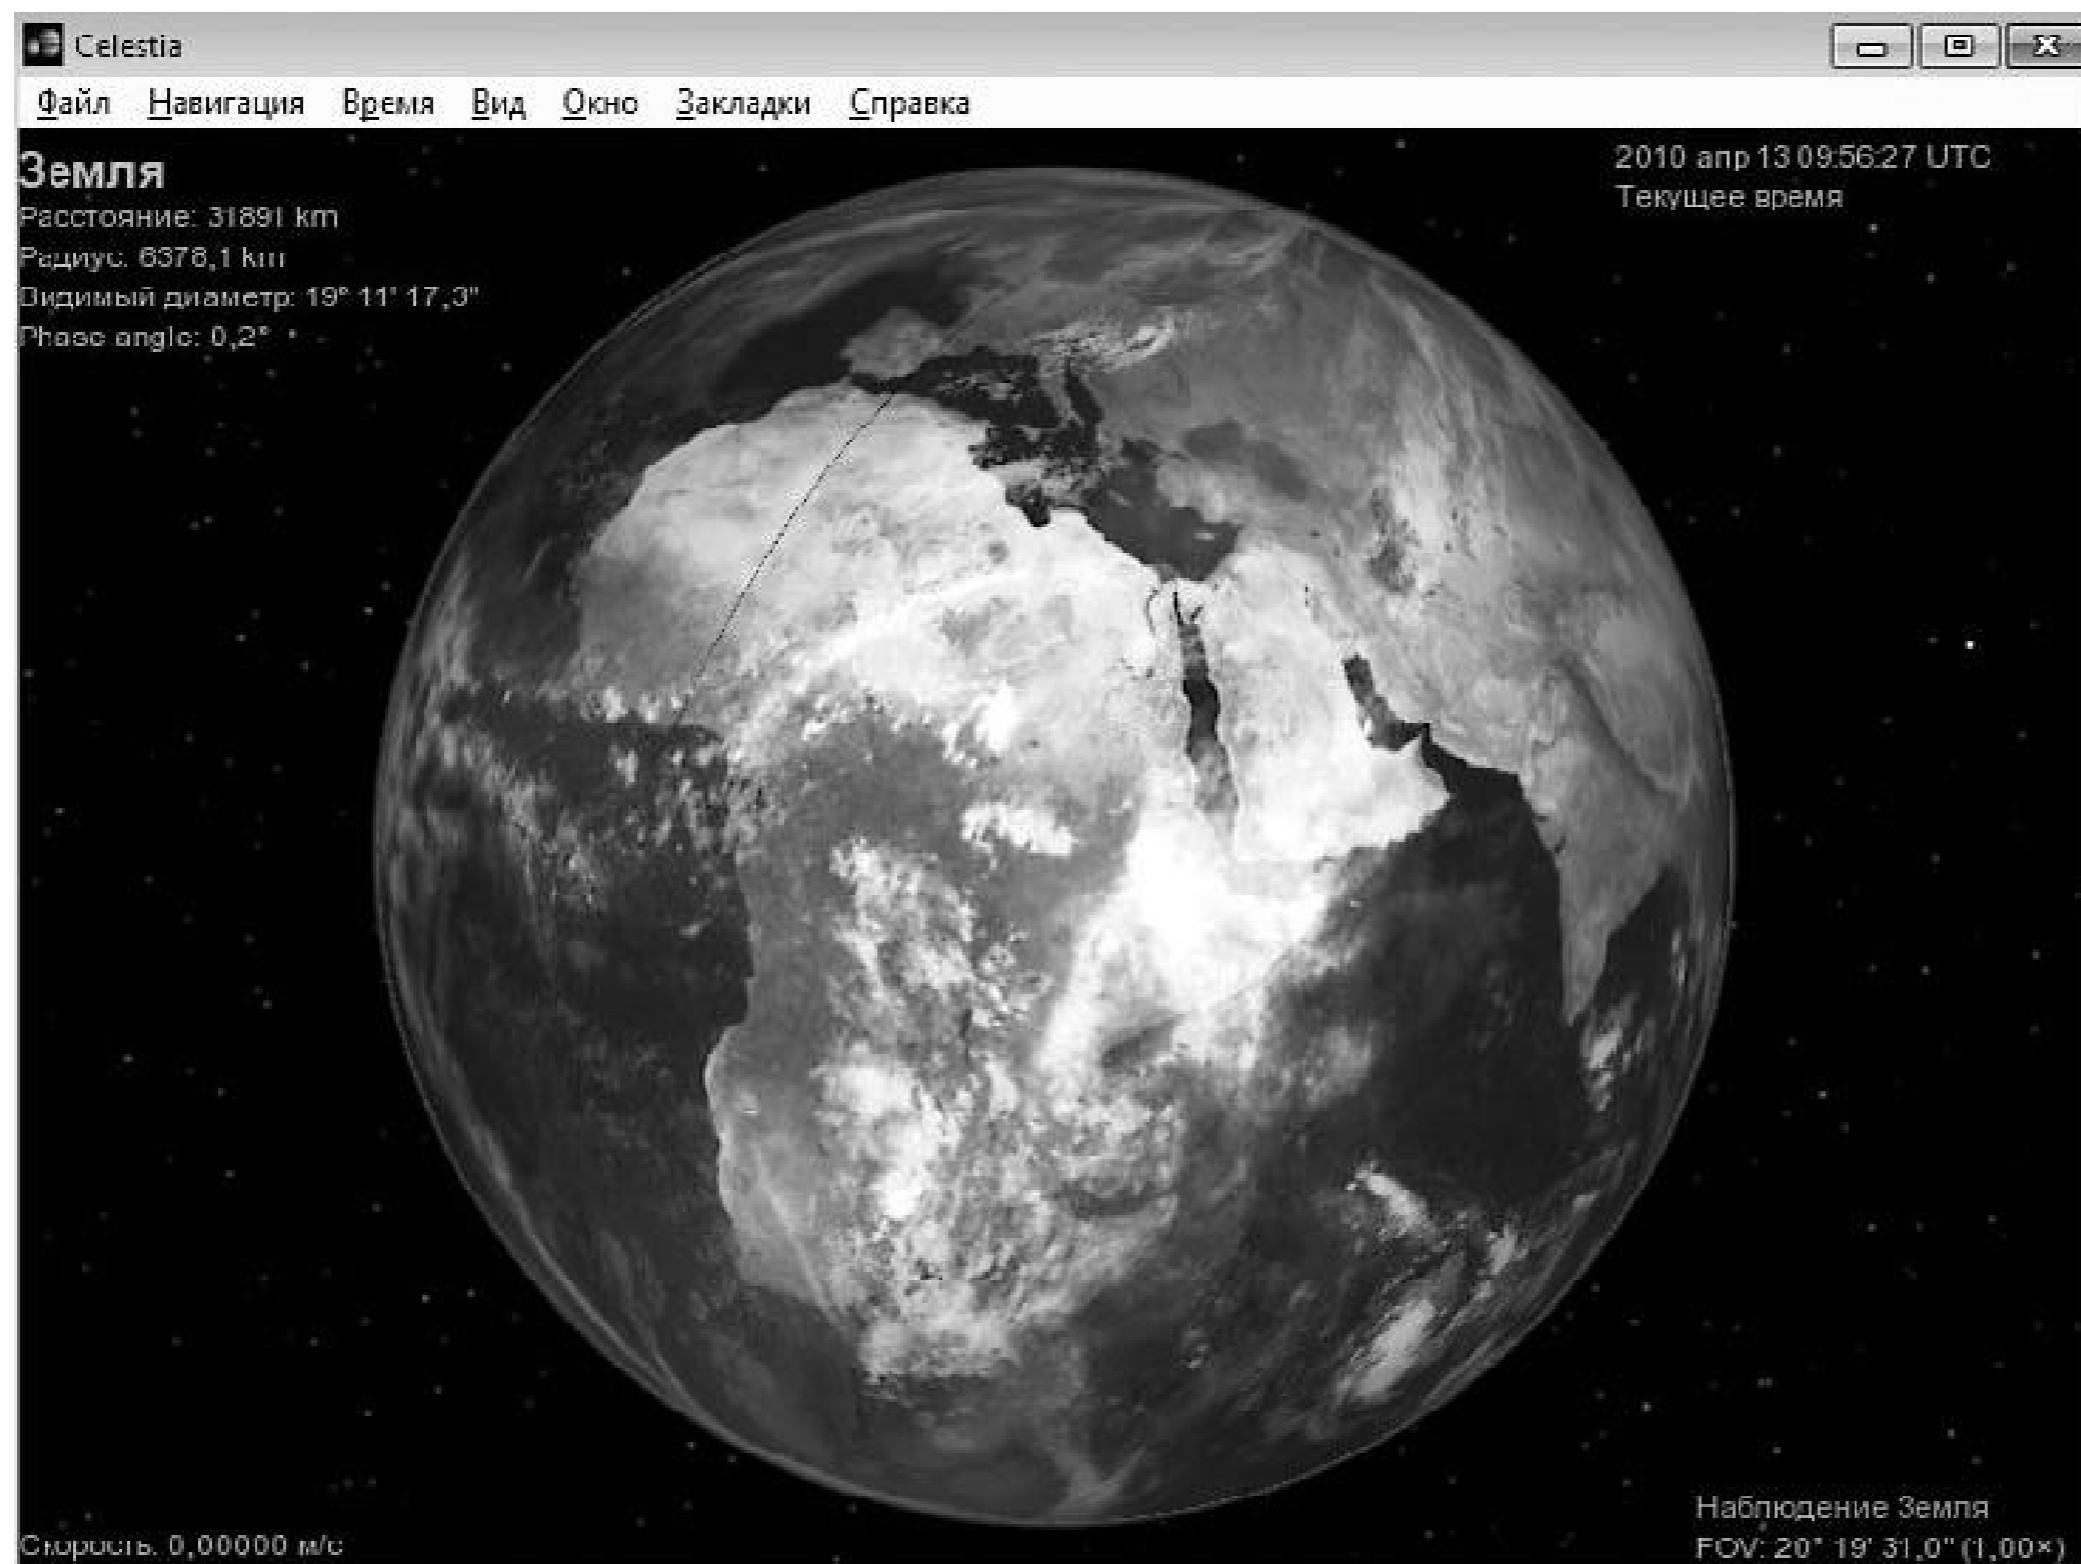 Celestia
Файл Навигация Время Вид Окно Закладки Справка
Земля
Расстояние: 31891 km
Радиус: 6378,1 km
Видимый диаметр: 19° 11' 17,3"
Phase angle: 0,2°
2010 апр 13 09:56:27 UTC
Текущее время
Скорость: 0,00000 м/с
Наблюдение Земля
FOV: 20° 19' 31,0" (1,00×)